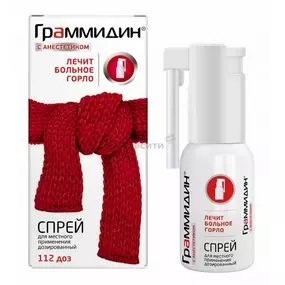 Граммидин®
С АНЕСТЕТИКОМ
ЛЕЧИТ
БОЛЬНОЕ
ГОРЛО
СПРЕЙ
для местного
применения
дозированный
112 доз
ЛЕЧИТ
БОЛЬНОЕ
ГОРЛО
Граммидин®
С АНЕСТЕТИКОМ
СПРЕЙ
для местного
применения
дозированный